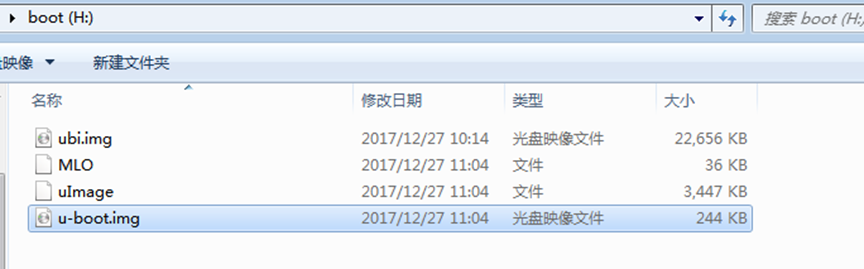 boot (H:)
搜索 boot (H:)
映像 新建文件夹
名称 修改日期 类型 大小
ubi.img 2017/12/27 10:14 光盘映像文件 22,656 KB
MLO 2017/12/27 11:04 文件 36 KB
uImage 2017/12/27 11:04 文件 3,447 KB
u-boot.img 2017/12/27 11:04 光盘映像文件 244 KB